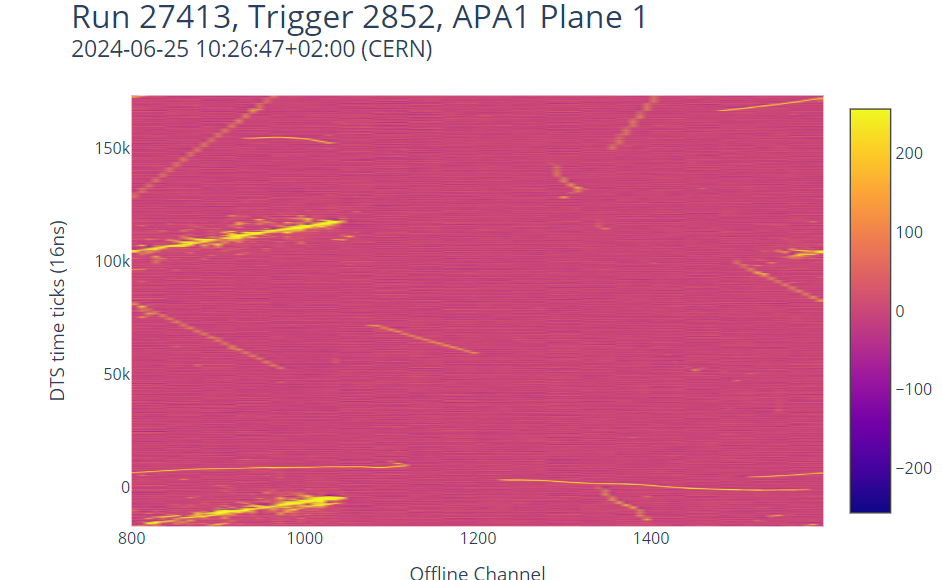 Run 27413, Trigger 2852, APA1 Plane 1
2024-06-25 10:26:47+02:00 (CERN)
DTS time ticks (16ns)
150k
100k
50k
0
800 1000 1200 1400
Offline Channel
200
100
0
−100
−200